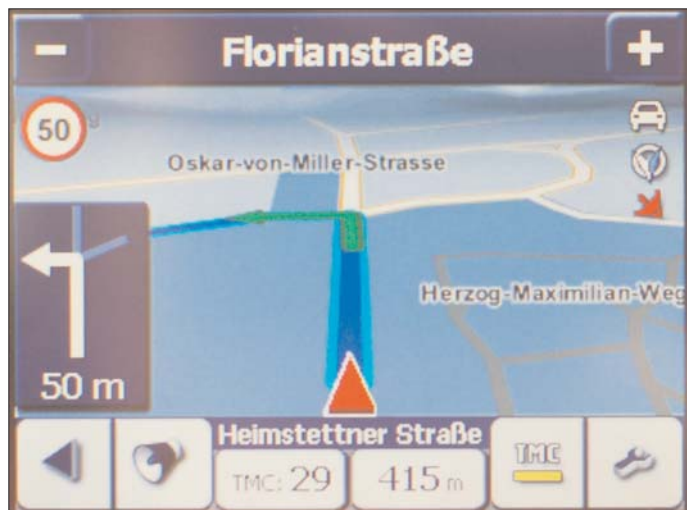 Florianstraße
50
Oskar-von-Miller-Strasse
Herzog-Maximilian-Weg
50 m
Heimstettner Straße
TMC: 29
415 m
TMC